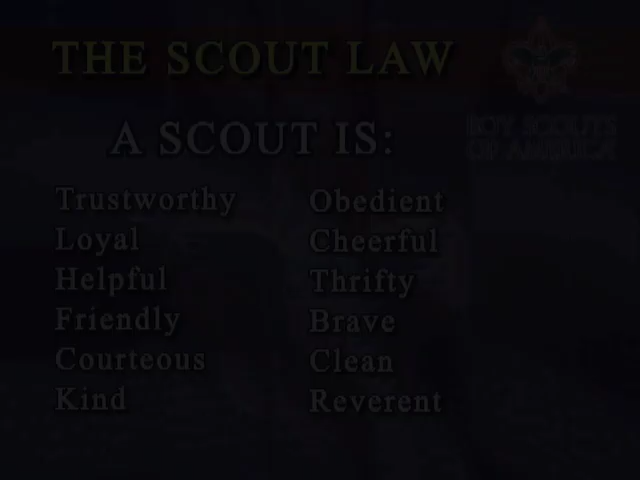 THE SCOUT LAW
BOY SCOUTS
OF AMERICA
A SCOUT IS:
Trustworthy
Loyal
Helpful
Friendly
Courteous
Kind
Obedient
Cheerful
Thrifty
Brave
Clean
Reverent